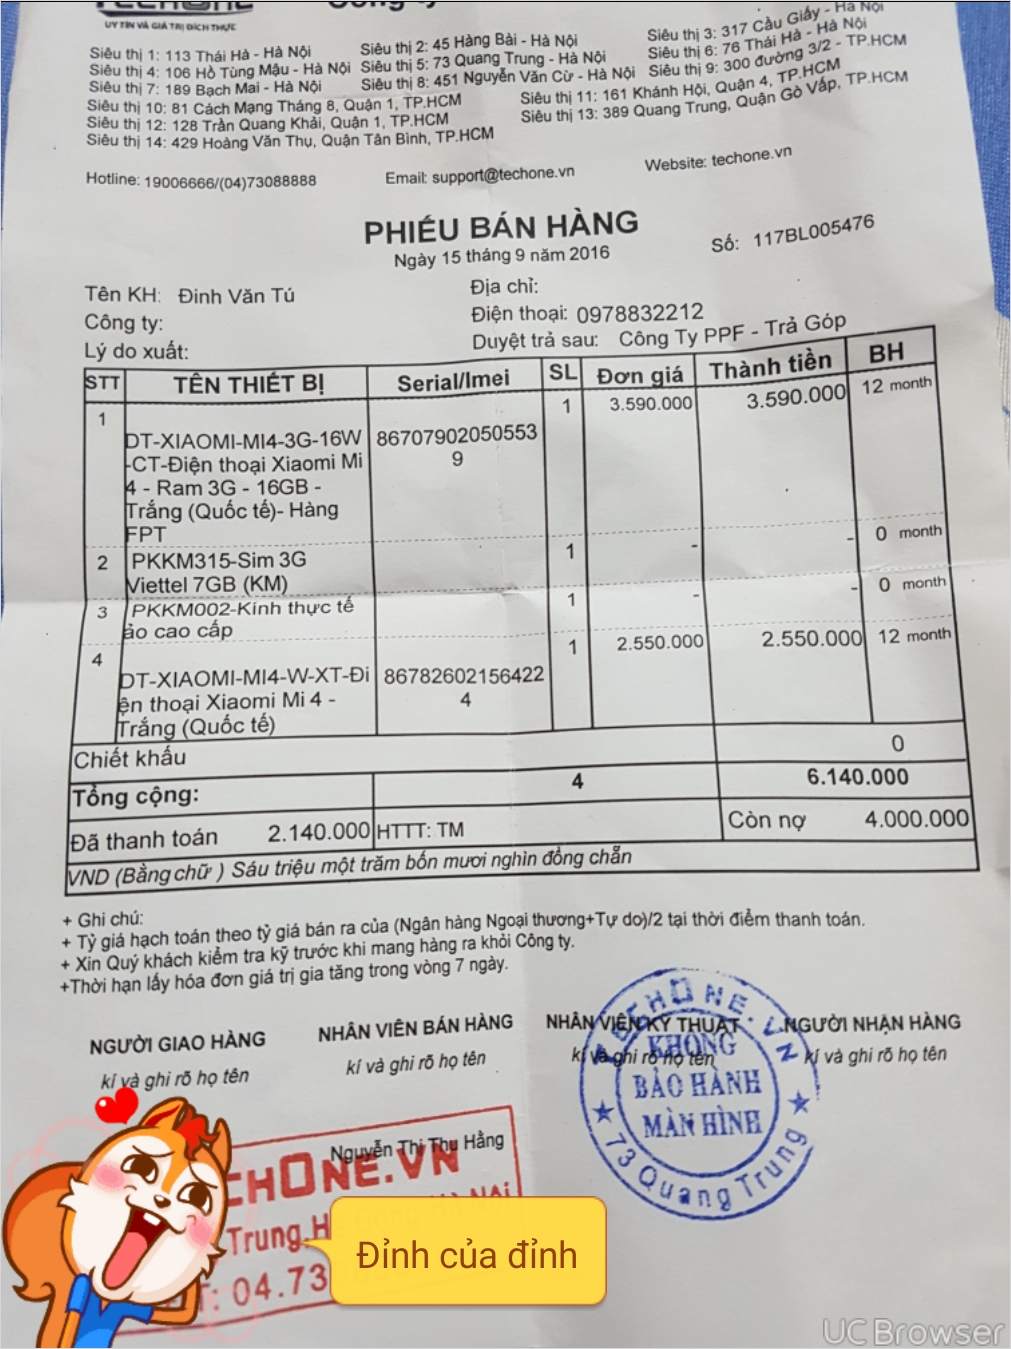 TECHONE
UY TÍN VÀ GIÁ TRỊ ĐÍCH THỰC
Công ty
Siêu thị 1: 113 Thái Hà - Hà Nội Siêu thị 2: 45 Hàng Bài - Hà Nội Siêu thị 3: 317 Cầu Giấy - Hà Nội
Siêu thị 4: 106 Hồ Tùng Mậu - Hà Nội Siêu thị 5: 73 Quang Trung - Hà Nội Siêu thị 6: 76 Thái Hà - Hà Nội
Siêu thị 7: 189 Bạch Mai - Hà Nội Siêu thị 8: 451 Nguyễn Văn Cừ - Hà Nội Siêu thị 9: 300 đường 3/2 - TP.HCM
Siêu thị 10: 81 Cách Mạng Tháng 8, Quận 1, TP.HCM Siêu thị 11: 161 Khánh Hội, Quận 4, TP.HCM
Siêu thị 12: 128 Trần Quang Khải, Quận 1, TP.HCM Siêu thị 13: 389 Quang Trung, Quận Gò Vấp, TP.HCM
Siêu thị 14: 429 Hoàng Văn Thụ, Quận Tân Bình, TP.HCM
Hotline: 19006666/(04)73088888 Email: support@techone.vn Website: techone.vn
PHIẾU BÁN HÀNG
Ngày 15 tháng 9 năm 2016 Số: 117BL005476
Tên KH: Đinh Văn Tú Địa chỉ:
Công ty: Điện thoại: 0978832212
Lý do xuất: Duyệt trả sau: Công Ty PPF - Trả Góp
STT TÊN THIẾT BỊ Serial/Imei SL Đơn giá Thành tiền BH
1 1 3.590.000 3.590.000 12 month
DT-XIAOMI-MI4-3G-16W 86707902050553
-CT-Điện thoại Xiaomi Mi 9
4 - Ram 3G - 16GB -
Trắng (Quốc tế)- Hàng
FPT
2 PKKM315-Sim 3G 1 - - 0 month
Viettel 7GB (KM)
3 PKKM002-Kính thực tế 1 - - 0 month
ảo cao cấp
4 1 2.550.000 2.550.000 12 month
DT-XIAOMI-MI4-W-XT-Đi 86782602156422
ện thoại Xiaomi Mi 4 - 4
Trắng (Quốc tế)
Chiết khấu 0
Tổng cộng: 4 6.140.000
Đã thanh toán 2.140.000 HTTT: TM Còn nợ 4.000.000
VND (Bằng chữ ) Sáu triệu một trăm bốn mươi nghìn đồng chẵn
+ Ghi chú:
+ Tỷ giá hạch toán theo tỷ giá bán ra của (Ngân hàng Ngoại thương+Tự do)/2 tại thời điểm thanh toán.
+ Xin Quý khách kiểm tra kỹ trước khi mang hàng ra khỏi Công ty.
+Thời hạn lấy hóa đơn giá trị gia tăng trong vòng 7 ngày.
NGƯỜI GIAO HÀNG NHÂN VIÊN BÁN HÀNG NHÂN VIÊN KỸ THUẬT NGƯỜI NHẬN HÀNG
kí và ghi rõ họ tên kí và ghi rõ họ tên kí và ghi rõ họ tên kí và ghi rõ họ tên
TECHONE.VN
KHÔNG
BẢO HÀNH
MÀN HÌNH
73 Quang Trung
Nguyễn Thị Thu Hằng
CHONE.VN
Trung.H
Nội
T: 04.73
Đỉnh của đỉnh
UC Browser